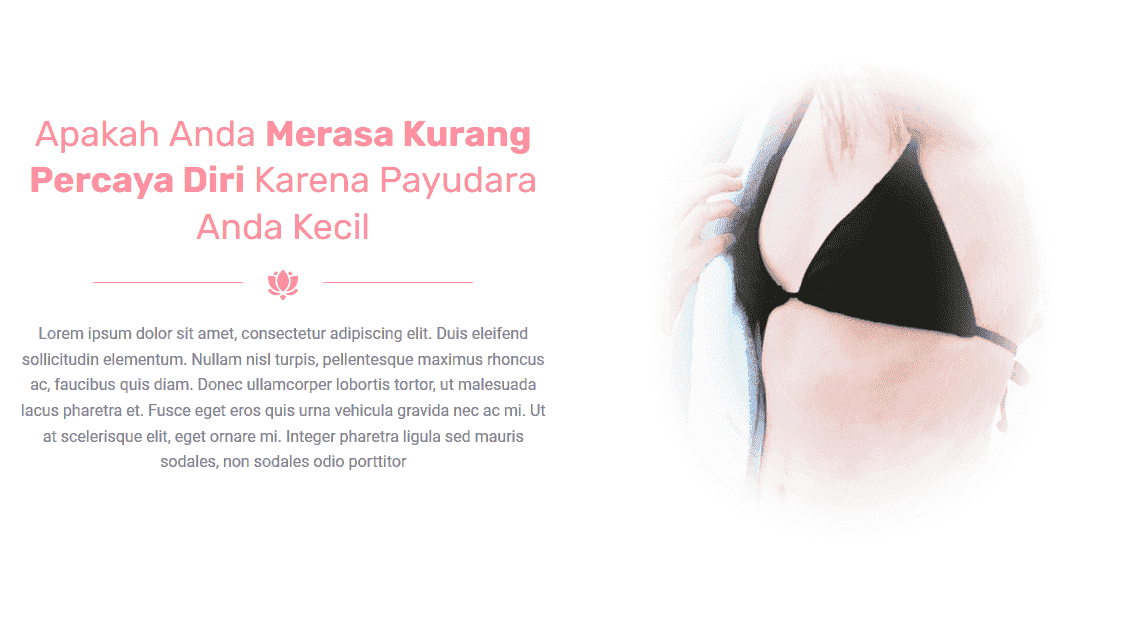 Apakah Anda Merasa Kurang
Percaya Diri Karena Payudara
Anda Kecil
Lorem ipsum dolor sit amet, consectetur adipiscing elit. Duis eleifend
sollicitudin elementum. Nullam nisl turpis, pellentesque maximus rhoncus
ac, faucibus quis diam. Donec ullamcorper lobortis tortor, ut malesuada
lacus pharetra et. Fusce eget eros quis urna vehicula gravida nec ac mi. Ut
at scelerisque elit, eget ornare mi. Integer pharetra ligula sed mauris
sodales, non sodales odio porttitor